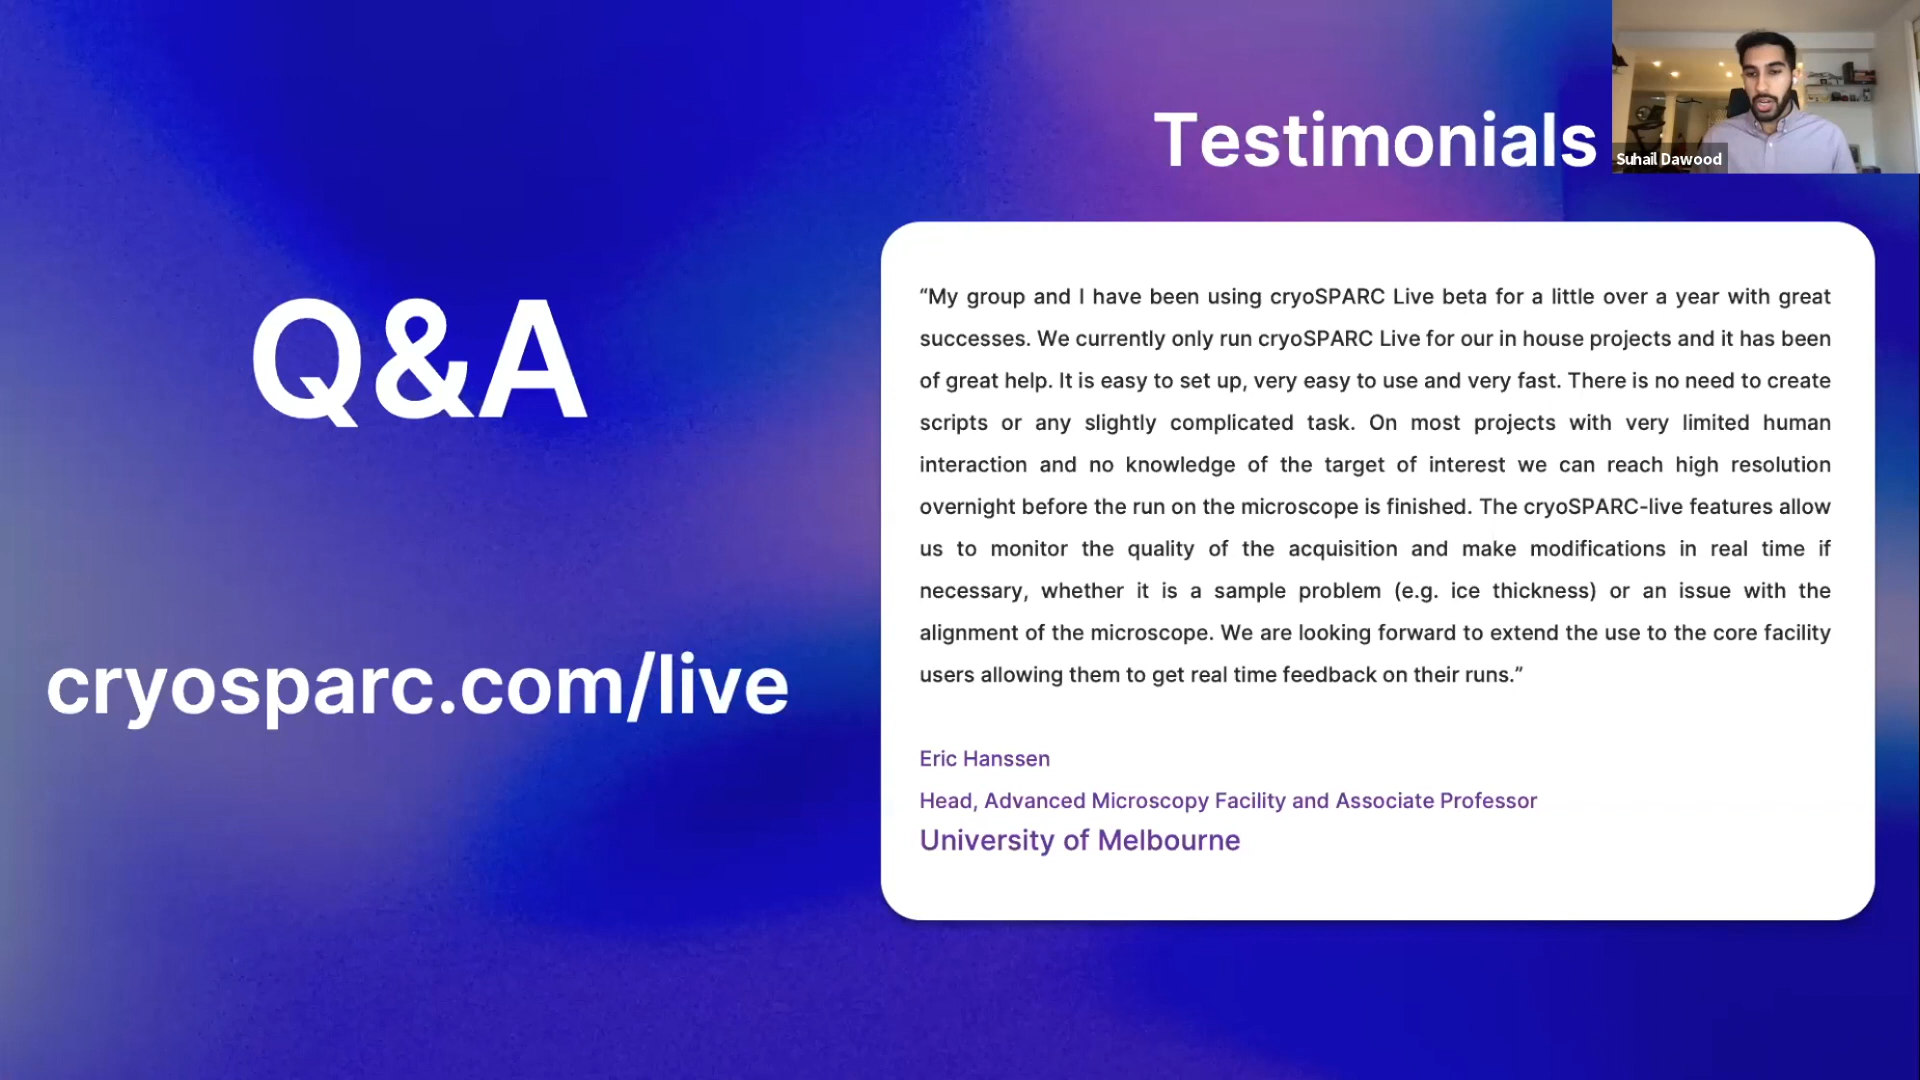 Testimonials
Suhail Dawood
Q&A
cryosparc.com/live
“My group and I have been using cryoSPARC Live beta for a little over a year with great
successes. We currently only run cryoSPARC Live for our in house projects and it has been
of great help. It is easy to set up, very easy to use and very fast. There is no need to create
scripts or any slightly complicated task. On most projects with very limited human
interaction and no knowledge of the target of interest we can reach high resolution
overnight before the run on the microscope is finished. The cryoSPARC-live features allow
us to monitor the quality of the acquisition and make modifications in real time if
necessary, whether it is a sample problem (e.g. ice thickness) or an issue with the
alignment of the microscope. We are looking forward to extend the use to the core facility
users allowing them to get real time feedback on their runs.”
Eric Hanssen
Head, Advanced Microscopy Facility and Associate Professor
University of Melbourne